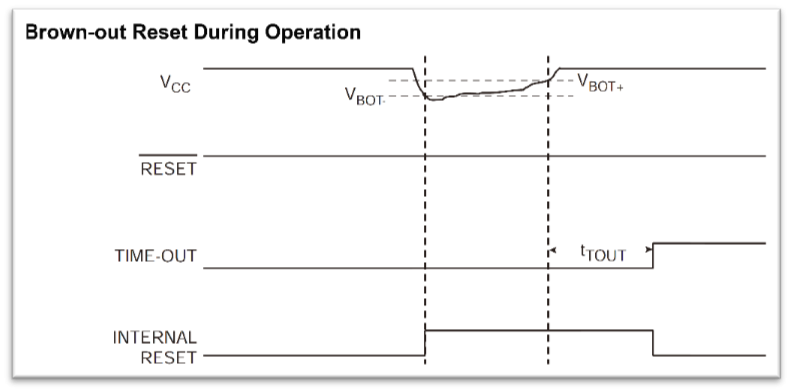 Brown-out Reset During Operation
VCC
VBOT-
VBOT+
RESET
TIME-OUT
tTOUT
INTERNAL
RESET